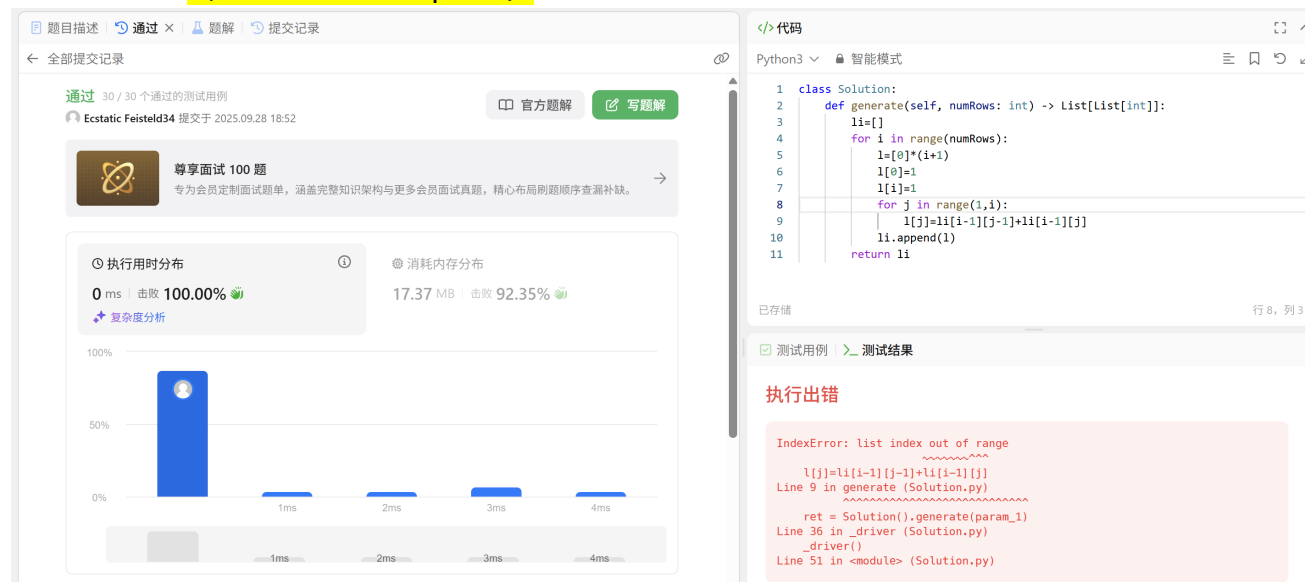 题目描述 通过 × 题解 提交记录
← 全部提交记录
通过 30 / 30 个通过的测试用例
Ecstatic Feisteld34 提交于 2025.09.28 18:52
官方题解
写题解
尊享面试 100 题
专为会员定制面试题单，涵盖完整知识架构与更多会员面试真题，精心布局刷题顺序查漏补缺。
执行用时分布
0 ms 击败 100.00%
复杂度分析
消耗内存分布
17.37 MB 击败 92.35%
100%
50%
0%
1ms 2ms 3ms 4ms
1ms 2ms 3ms 4ms
</> 代码
Python3 智能模式
1 class Solution:
2 def generate(self, numRows: int) -> List[List[int]]:
3 li=[]
4 for i in range(numRows):
5 l=[0]*(i+1)
6 l[0]=1
7 l[i]=1
8 for j in range(1,i):
9 l[j]=li[i-1][j-1]+li[i-1][j]
10 li.append(l)
11 return li
已存储 行 8, 列 3
测试用例 >_ 测试结果
执行出错
IndexError: list index out of range
~~~~~~~^^^
l[j]=li[i-1][j-1]+li[i-1][j]
Line 9 in generate (Solution.py)
^^^^^^^^^^^^^^^^^^^^^^^^^^^^
ret = Solution().generate(param_1)
Line 36 in _driver (Solution.py)
_driver()
Line 51 in <module> (Solution.py)